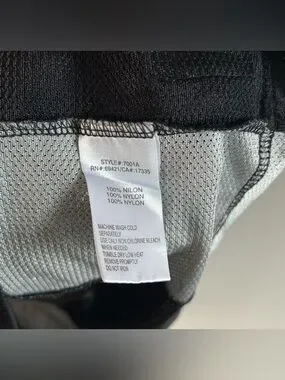 STYLE#:7001A
RN#:69421/CA#:17335
100% NILON
100% NYLON
100% NYLON
MACHINE WASH COLD
SEPARATELY
USE ONLY NON CHLORINE BLEACH
WHEN NEEDED
TUMBLE DRY LOW HEAT
REMOVE PROMPTLY
DO NOT IRON